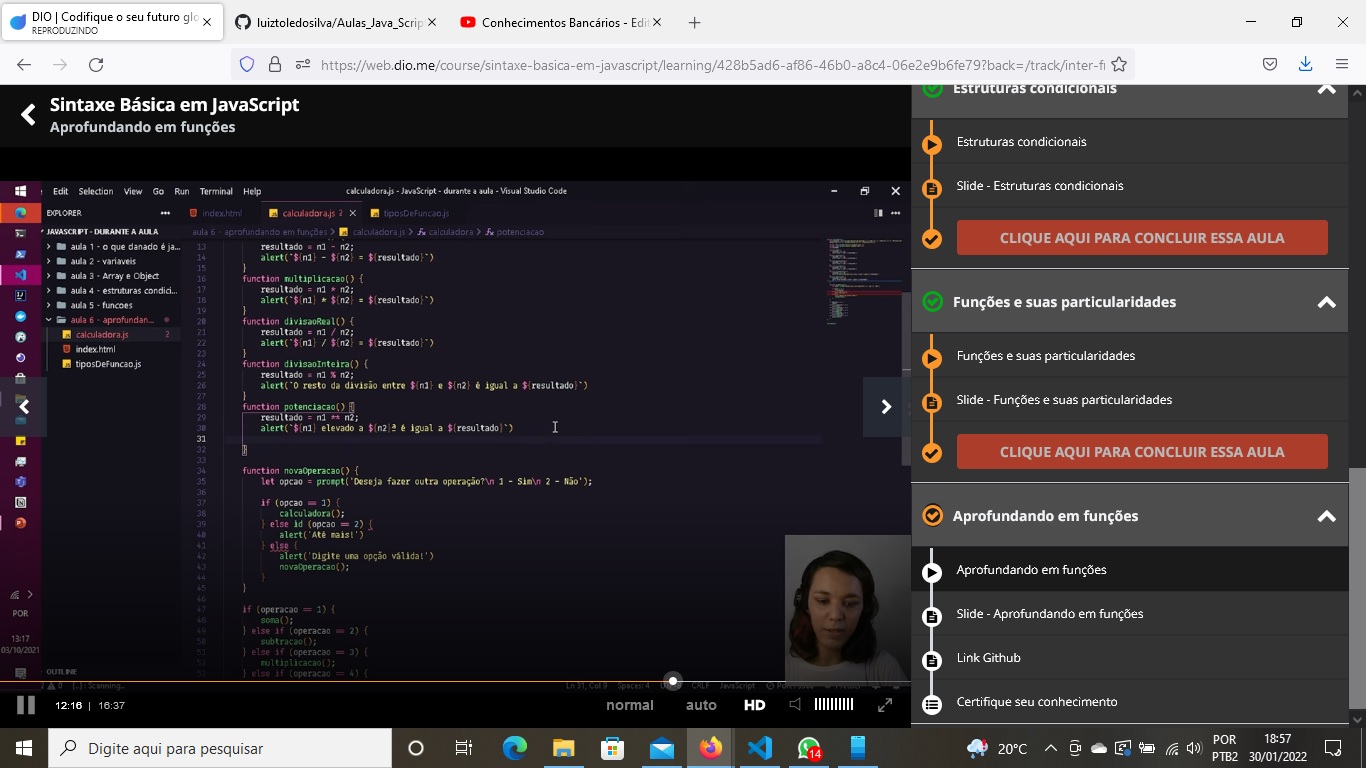 DIO | Codifique o seu futuro glo
REPRODUZINDO
luiztoledosilva/Aulas_Java_Scrip
Conhecimentos Bancários - Edit
https://web.dio.me/course/sintaxe-basica-em-javascript/learning/428b5ad6-af86-46b0-a8c4-06e2e9b6fe79?back=/track/inter-f
Sintaxe Básica em JavaScript
Aprofundando em funções
Edit Selection View Go Run Terminal Help
calculadora.js - JavaScript - durante a aula - Visual Studio Code
EXPLORER
index.html
calculadora.js 2
tiposDeFuncao.js
JAVASCRIPT - DURANTE A AULA
aula 6 - aprofundando em funções > calculadora.js > calculadora > potenciacao
aula 1 - o que danado é ja...
aula 2 - variaveis
aula 3 - Array e Object
aula 4 - estruturas condici...
aula 5 - funcoes
aula 6 - aprofundan...
calculadora.js 2
index.html
tiposDeFuncao.js
13 resultado = n1 - n2;
14 alert(`${n1} - ${n2} = ${resultado}`)
15 }
16 function multiplicacao() {
17 resultado = n1 * n2;
18 alert(`${n1} * ${n2} = ${resultado}`)
19 }
20 function divisaoReal() {
21 resultado = n1 / n2;
22 alert(`${n1} / ${n2} = ${resultado}`)
23 }
24 function divisaoInteira() {
25 resultado = n1 % n2;
26 alert(`O resto da divisão entre ${n1} e ${n2} é igual a ${resultado}`)
27 }
28 function potenciacao() {
29 resultado = n1 ** n2;
30 alert(`${n1} elevado a ${n2}ª é igual a ${resultado}`)
31
32 }
33
34 function novaOperacao() {
35 let opcao = prompt('Deseja fazer outra operação?\n 1 - Sim\n 2 - Não');
36
37 if (opcao == 1) {
38 calculadora();
39 } else id (opcao == 2) {
40 alert('Até mais!')
41 } else {
42 alert('Digite uma opção válida!')
43 novaOperacao();
44 }
45 }
46
47 if (operacao == 1) {
48 soma();
49 } else if (operacao == 2) {
50 subtracao();
51 } else if (operacao == 3) {
52 multiplicacao();
53 } else if (operacao == 4) {
POR
13:17
03/10/2021
OUTLINE
Ln 31, Col 9 Spaces: 4 CRLF JavaScript
12:16 | 16:37
normal
auto
HD
Estruturas condicionais
Estruturas condicionais
Slide - Estruturas condicionais
CLIQUE AQUI PARA CONCLUIR ESSA AULA
Funções e suas particularidades
Funções e suas particularidades
Slide - Funções e suas particularidades
CLIQUE AQUI PARA CONCLUIR ESSA AULA
Aprofundando em funções
Aprofundando em funções
Slide - Aprofundando em funções
Link Github
Certifique seu conhecimento
Digite aqui para pesquisar
14
20°C
POR
PTB2
18:57
30/01/2022